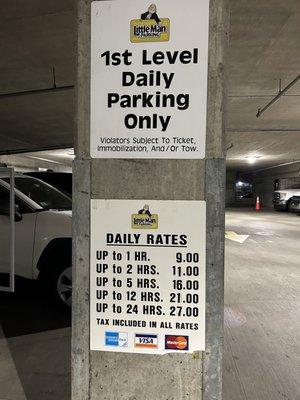 Little Man
PARKING
1st Level
Daily
Parking
Only
Violators Subject To Ticket,
Immobilization, And/Or Tow.
Little Man
PARKING
DAILY RATES
UP to 1 HR. 9.00
UP to 2 HRS. 11.00
UP to 5 HRS. 16.00
UP to 12 HRS. 21.00
UP to 24 HRS. 27.00
TAX INCLUDED IN ALL RATES
VISA
MasterCard